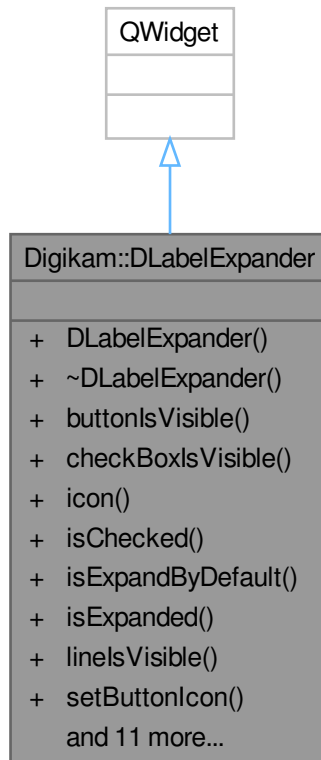 QWidget
Digikam::DLabelExpander
+ DLabelExpander()
+ ~DLabelExpander()
+ buttonIsVisible()
+ checkBoxIsVisible()
+ icon()
+ isChecked()
+ isExpandByDefault()
+ isExpanded()
+ lineIsVisible()
+ setButtonIcon()
and 11 more...